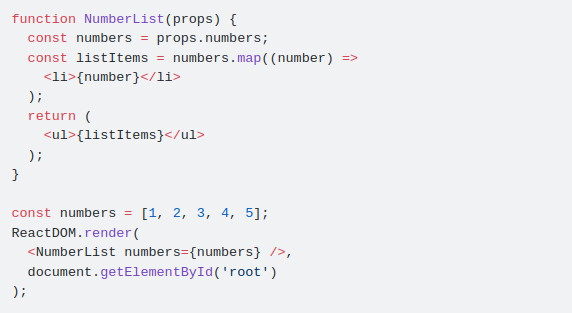 function NumberList(props) {
  const numbers = props.numbers;
  const listItems = numbers.map((number) =>
    <li>{number}</li>
  );
  return (
    <ul>{listItems}</ul>
  );
}

const numbers = [1, 2, 3, 4, 5];
ReactDOM.render(
  <NumberList numbers={numbers} />,
  document.getElementById('root')
);